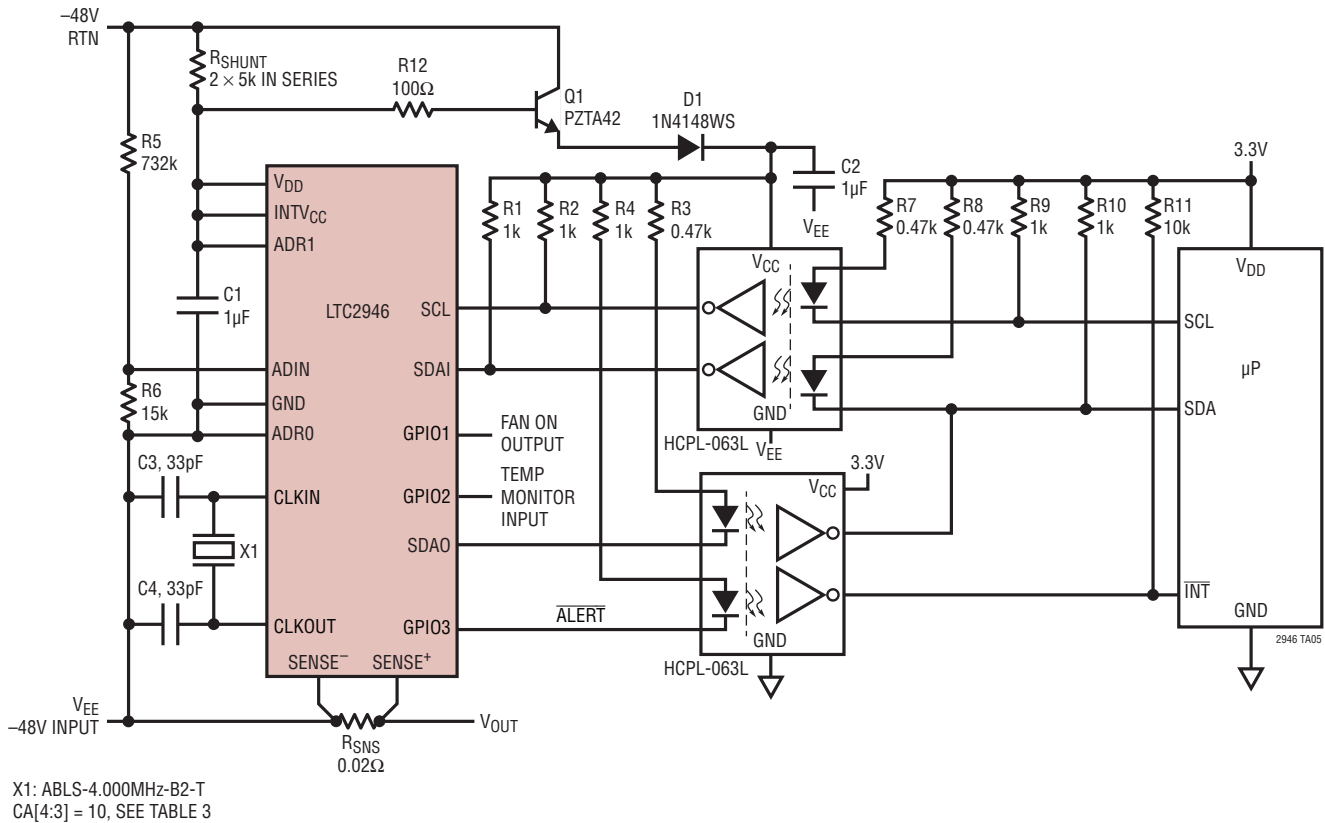 –48V
RTN
RSHUNT
2 × 5k IN SERIES
R12
100Ω
Q1
PZTA42
D1
1N4148WS
R5
732k
C2
1µF
VEE
3.3V
VDD
INTVCC
ADR1
C1
1µF
LTC2946
SCL
SDAI
ADIN
GND
ADR0
R6
15k
R1
1k
R2
1k
R4
1k
R3
0.47k
VCC
GND
HCPL-063L
VEE
R7
0.47k
R8
0.47k
R9
1k
R10
1k
R11
10k
VDD
SCL
µP
SDA
INT
GND
2946 TA05
GPIO1
FAN ON
OUTPUT
GPIO2
TEMP
MONITOR
INPUT
SDAO
GPIO3
ALERT
3.3V
VCC
GND
HCPL-063L
C3, 33pF
CLKIN
X1
C4, 33pF
CLKOUT
SENSE–
SENSE+
VEE
–48V INPUT
RSNS
0.02Ω
VOUT
X1: ABLS-4.000MHz-B2-T
CA[4:3] = 10, SEE TABLE 3